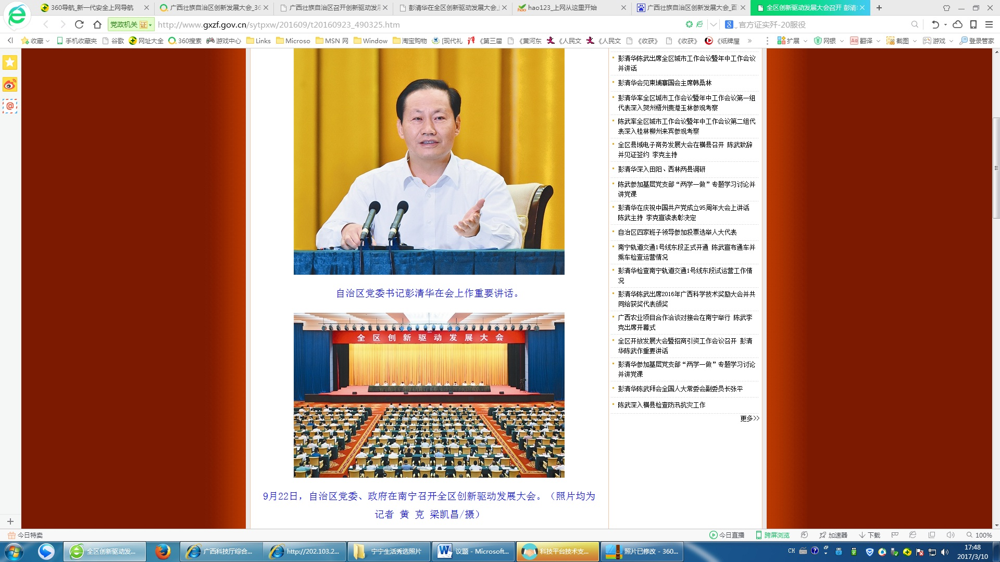 360导航_新一代安全上网导航
广西壮族自治区创新发展大会_36
广西壮族自治区召开创新驱动发展
彭清华在全区创新驱动发展大会上
hao123_上网从这里开始
广西壮族自治区创新发展大会_百
全区创新驱动发展大会召开 彭清
党政机关 证
http://www.gxzf.gov.cn/sytpxw/201609/t20160923_490325.htm
官方证实歼-20服役
收藏
手机收藏夹
谷歌
网址大全
360搜索
游戏中心
Links
Microso
MSN 网
Window
淘宝购物
[现代礼
《第三届
《黄河东
《人民文
《人民文
《收获》
《收获》
《纸牌屋
»
扩展
网银
翻译
截图
游戏
登录管家
自治区党委书记彭清华在会上作重要讲话。
全区创新驱动发展大会
9月22日，自治区党委、政府在南宁召开全区创新驱动发展大会。（照片均为
记者 黄 克 梁凯昌/摄）
彭清华陈武出席全区城市工作会议暨年中工作会议
并讲话
彭清华会见柬埔寨国会主席韩桑林
彭清华率全区城市工作会议暨年中工作会议第一组
代表深入贺州梧州贵港玉林参观考察
陈武率全区城市工作会议暨年中工作会议第二组代
表深入桂林柳州来宾参观考察
全区县域电子商务发展大会在横县召开 陈武致辞
并见证签约 李克主持
彭清华深入田阳、西林两县调研
陈武参加基层党支部“两学一做”专题学习讨论并
讲党课
彭清华在庆祝中国共产党成立95周年大会上讲话
陈武主持 李克宣读表彰决定
自治区四家班子领导参加投票选举人大代表
南宁轨道交通1号线东段正式开通 陈武宣布通车并
乘车检查运营情况
彭清华检查南宁轨道交通1号线东段试运营工作情
况
彭清华陈武出席2016年广西科学技术奖励大会并共
同给获奖代表颁奖
广西农业项目合作洽谈对接会在南宁举行 陈武李
克出席开幕式
全区开放发展大会暨招商引资工作会议召开 彭清
华陈武作重要讲话
彭清华参加基层党支部“两学一做”专题学习讨论
并讲党课
彭清华陈武拜会全国人大常委会副委员长张平
陈武深入横县检查防汛抗灾工作
更多>>
今日特卖
今日直播
跨屏浏览
加速器
下载
100%
全区创新驱动发...
广西科技厅综合...
http://202.103.2...
宁宁生活秀选照片
议题 - Microsoft...
科技平台技术支...
照片已修改 - 360...
CH
17:48
2017/3/10